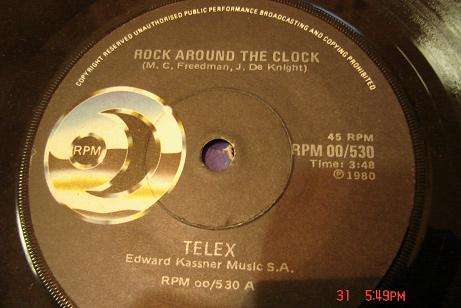 COPYRIGHT RESERVED UNAUTHORISED PUBLIC PERFORMANCE BROADCASTING AND COPYING PROHIBITED
ROCK AROUND THE CLOCK
(M. C. Freedman, J. De Knight)
RPM
45 RPM
RPM 00/530
Time: 3:48
℗ 1980
TELEX
Edward Kassner Music S.A.
RPM 00/530 A
31 5:49PM